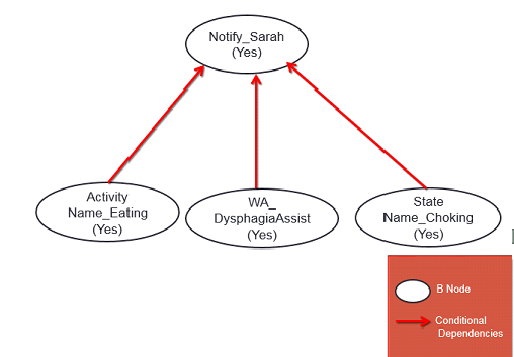 Notify_Sarah
(Yes)
Activity
Name_Eating
(Yes)
WA_
DysphagiaAssist
(Yes)
State
Name_Choking
(Yes)
B Node
Conditional
Dependencies